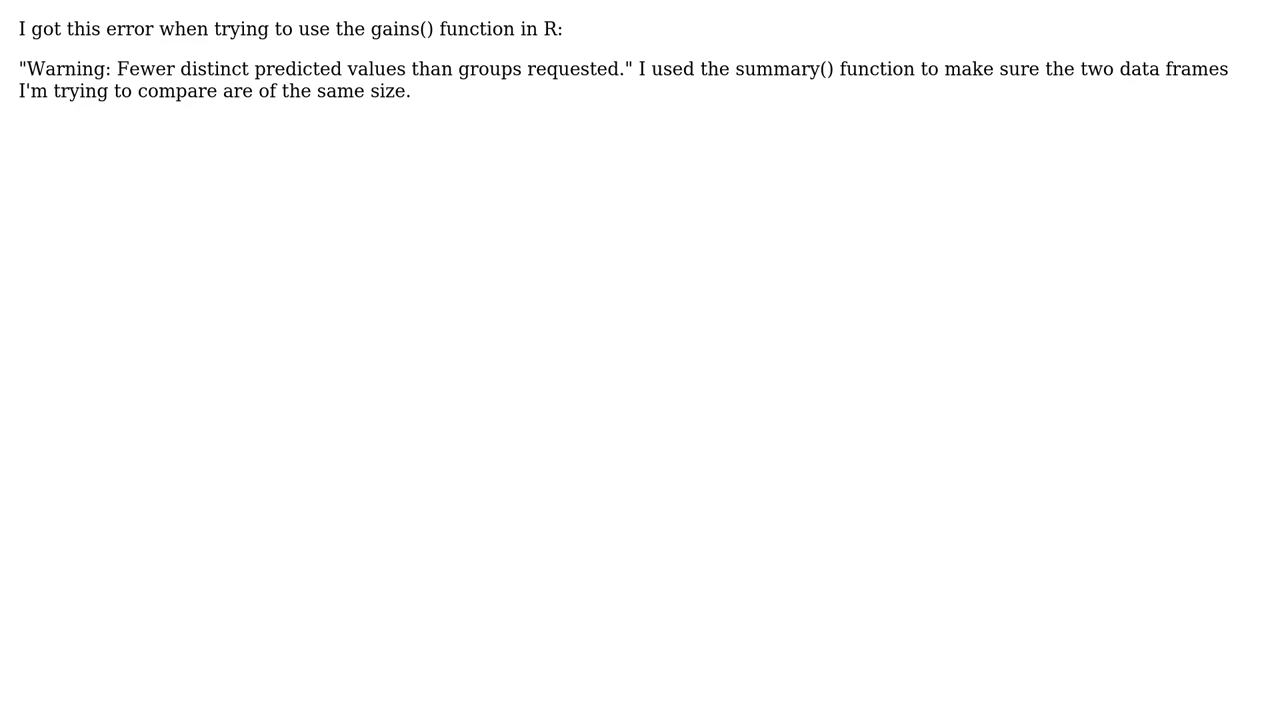 I got this error when trying to use the gains() function in R:
"Warning: Fewer distinct predicted values than groups requested." I used the summary() function to make sure the two data frames
I'm trying to compare are of the same size.